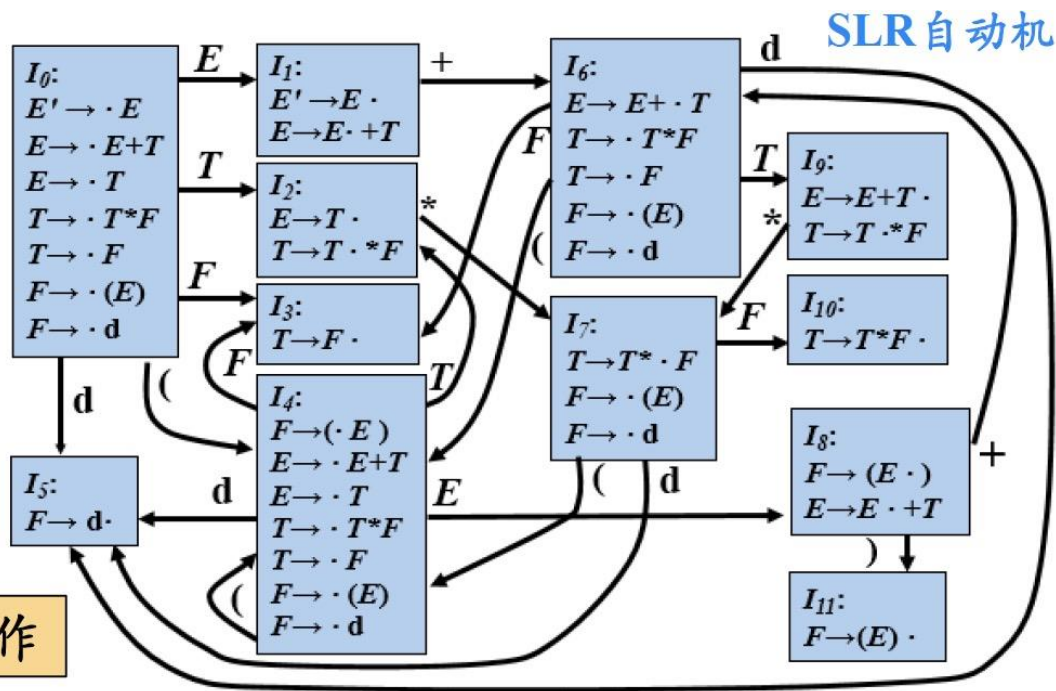 SLR自动机
I₀:
E' → · E
E → · E+T
E → · T
T → · T*F
T → · F
F → · (E)
F → · d
E
T
F
d
(
I₁:
E' → E ·
E → E · +T
+
I₂:
E → T ·
T → T · *F
*
I₃:
T → F ·
F
T
I₄:
F → (· E )
E → · E+T
E → · T
T → · T*F
T → · F
F → · (E)
F → · d
d
E
(
I₅:
F → d·
I₆:
E → E+ · T
T → · T*F
T → · F
F → · (E)
F → · d
d
F
(
T
I₇:
T → T* · F
F → · (E)
F → · d
F
(
d
I₈:
F → (E · )
E → E · +T
+
)
I₉:
E → E+T ·
T → T ·*F
*
I₁₀:
T → T*F ·
I₁₁:
F → (E) ·
作